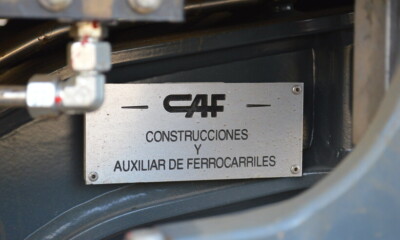 CAF
CONSTRUCCIONES
Y
AUXILIAR DE FERROCARRILES